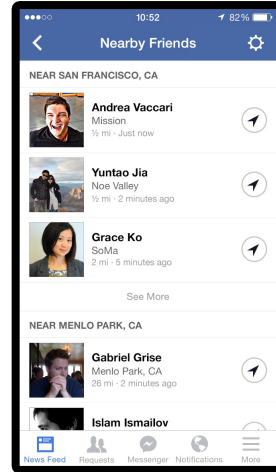 10:52
82%
Nearby Friends
NEAR SAN FRANCISCO, CA
Andrea Vaccari
Mission
½ mi · Just now
Yuntao Jia
Noe Valley
½ mi · 2 minutes ago
Grace Ko
SoMa
2 mi · 5 minutes ago
See More
NEAR MENLO PARK, CA
Gabriel Grise
Menlo Park, CA
26 mi · 2 minutes ago
Islam Ismailov
News Feed Requests Messenger Notifications More